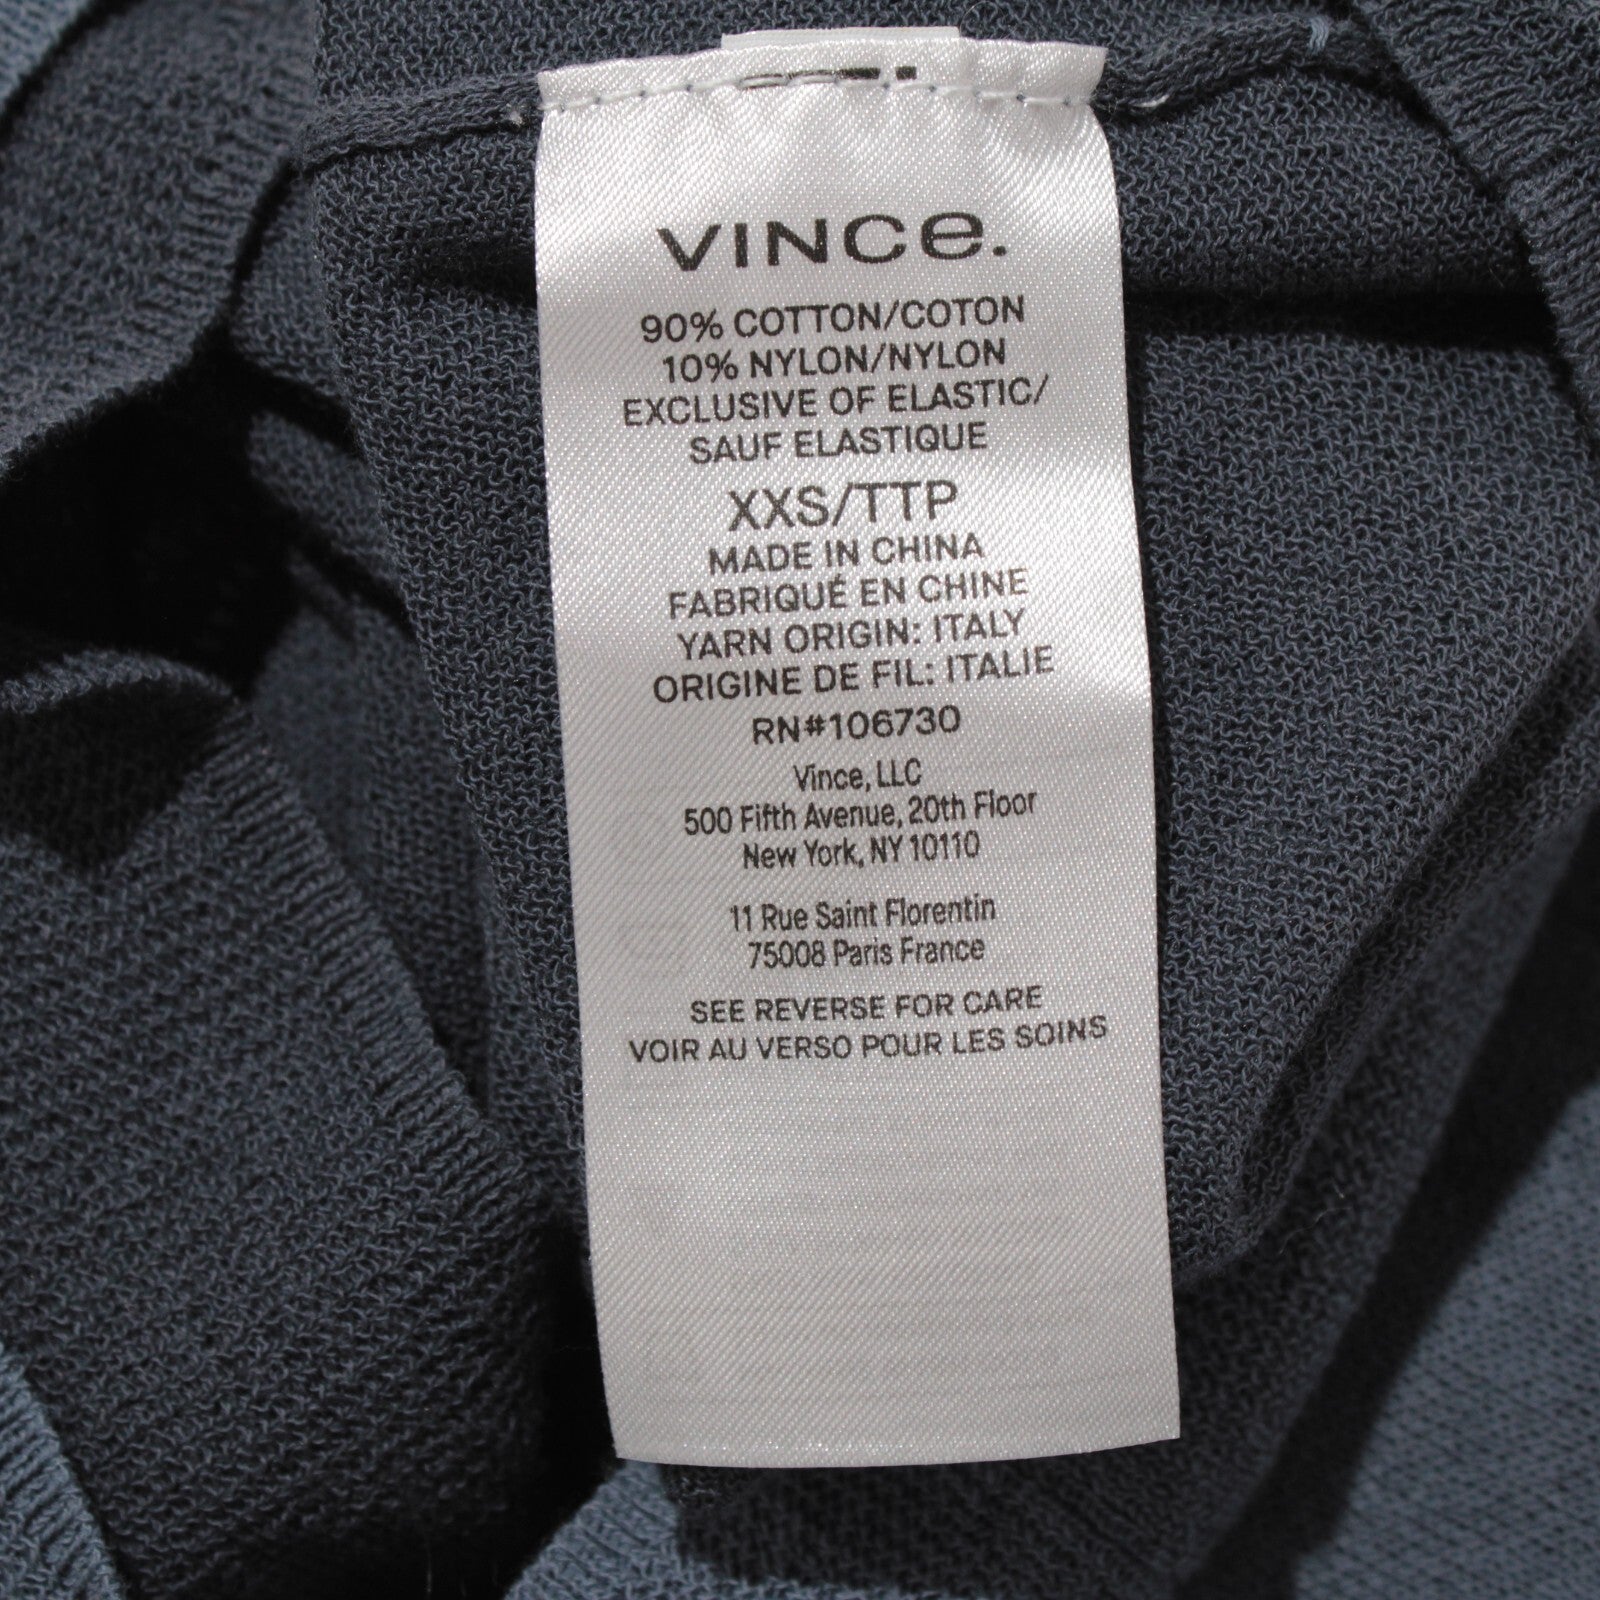 VINCE.
90% COTTON/COTON
10% NYLON/NYLON
EXCLUSIVE OF ELASTIC/
SAUF ELASTIQUE
XXS/TTP
MADE IN CHINA
FABRIQUÉ EN CHINE
YARN ORIGIN: ITALY
ORIGINE DE FIL: ITALIE
RN#106730
Vince, LLC
500 Fifth Avenue, 20th Floor
New York, NY 10110
11 Rue Saint Florentin
75008 Paris France
SEE REVERSE FOR CARE
VOIR AU VERSO POUR LES SOINS